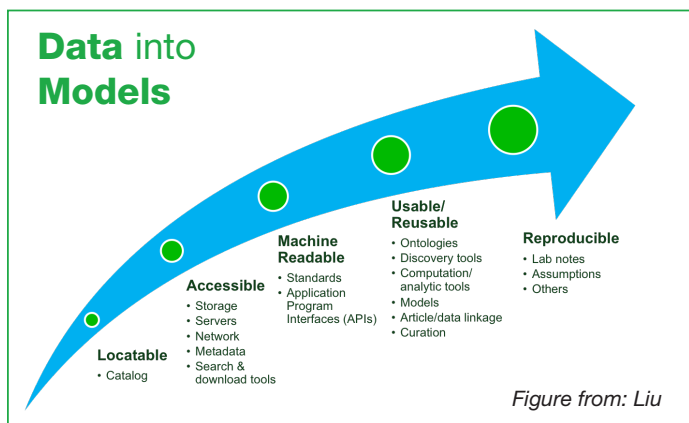 Data into
Models
Locatable
• Catalog
Accessible
• Storage
• Servers
• Network
• Metadata
• Search &
download tools
Machine
Readable
• Standards
• Application
Program
Interfaces (APIs)
Usable/
Reusable
• Ontologies
• Discovery tools
• Computation/
analytic tools
• Models
• Article/data linkage
• Curation
Reproducible
• Lab notes
• Assumptions
• Others
Figure from: Liu